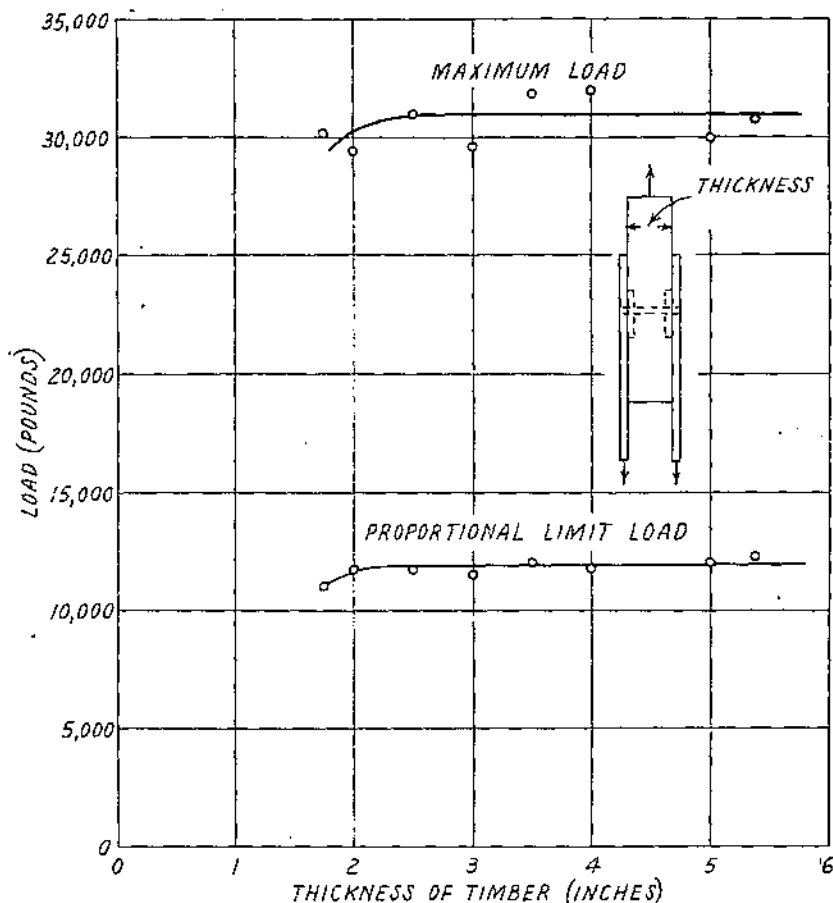 35,000
MAXIMUM LOAD
30,000
THICKNESS
25,000
20,000
15,000
PROPORTIONAL LIMIT LOAD
10,000
5,000
0
LOAD (POUNDS)
0 1 2 3 4 5 6
THICKNESS OF TIMBER (INCHES)